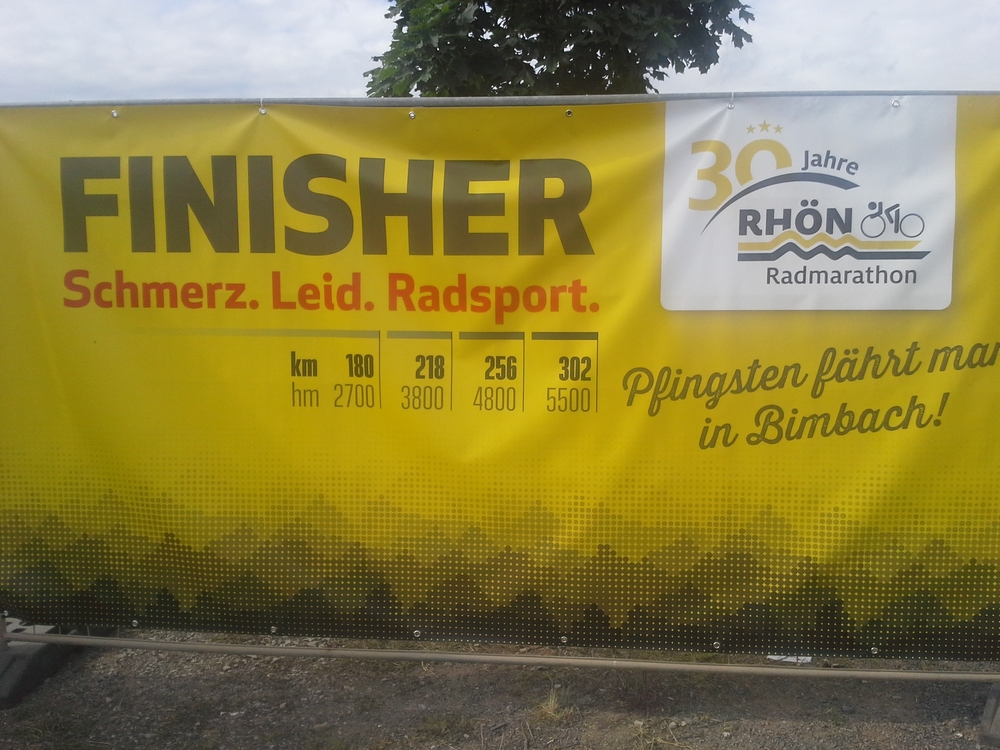 FINISHER
Schmerz. Leid. Radsport.
km 180 218 256 302
hm 2700 3800 4800 5500
30 Jahre
RHÖN
Radmarathon
Pfingsten fährt man
in Bimbach!